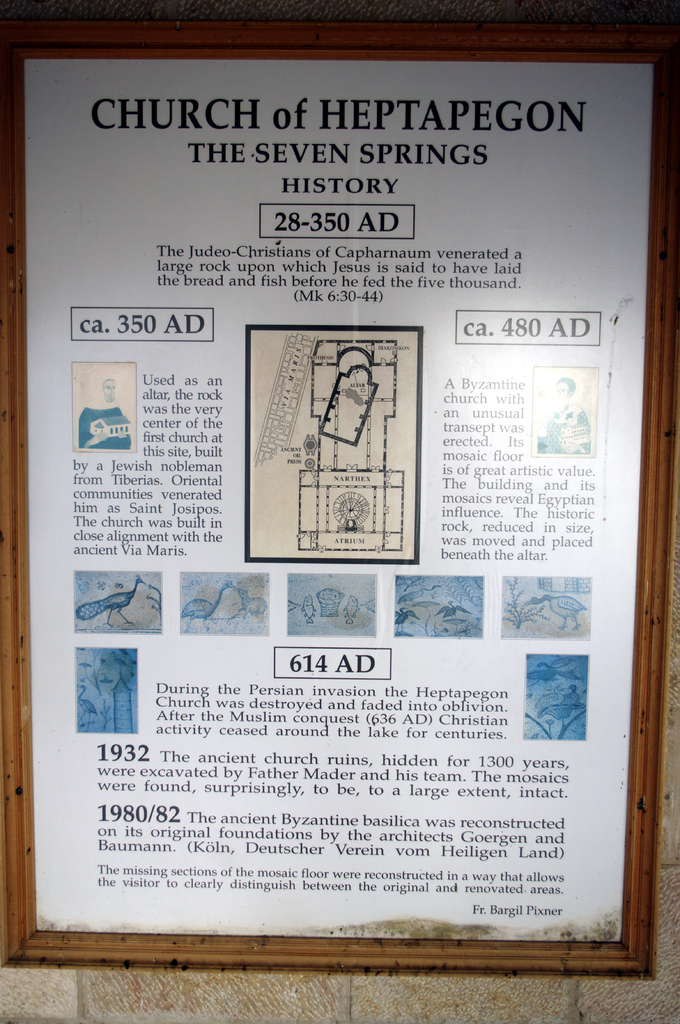 CHURCH of HEPTAPEGON
THE SEVEN SPRINGS
HISTORY
28-350 AD
The Judeo-Christians of Capharnaum venerated a
large rock upon which Jesus is said to have laid
the bread and fish before he fed the five thousand.
(Mk 6:30-44)
ca. 350 AD
Used as an
altar, the rock
was the very
center of the
first church at
this site, built
by a Jewish nobleman
from Tiberias. Oriental
communities venerated
him as Saint Josipos.
The church was built in
close alignment with the
ancient Via Maris.
VIA MARIS
PROTHESIS
DIAKONIKON
ALTAR
ANCIENT
OIL
PRESS
NARTHEX
ATRIUM
ca. 480 AD
A Byzantine
church with
an unusual
transept was
erected. Its
mosaic floor
is of great artistic value.
The building and its
mosaics reveal Egyptian
influence. The historic
rock, reduced in size,
was moved and placed
beneath the altar.
614 AD
During the Persian invasion the Heptapegon
Church was destroyed and faded into oblivion.
After the Muslim conquest (636 AD) Christian
activity ceased around the lake for centuries.
1932 The ancient church ruins, hidden for 1300 years,
were excavated by Father Mader and his team. The mosaics
were found, surprisingly, to be, to a large extent, intact.
1980/82 The ancient Byzantine basilica was reconstructed
on its original foundations by the architects Goergen and
Baumann. (Köln, Deutscher Verein vom Heiligen Land)
The missing sections of the mosaic floor were reconstructed in a way that allows
the visitor to clearly distinguish between the original and renovated areas.
Fr. Bargil Pixner